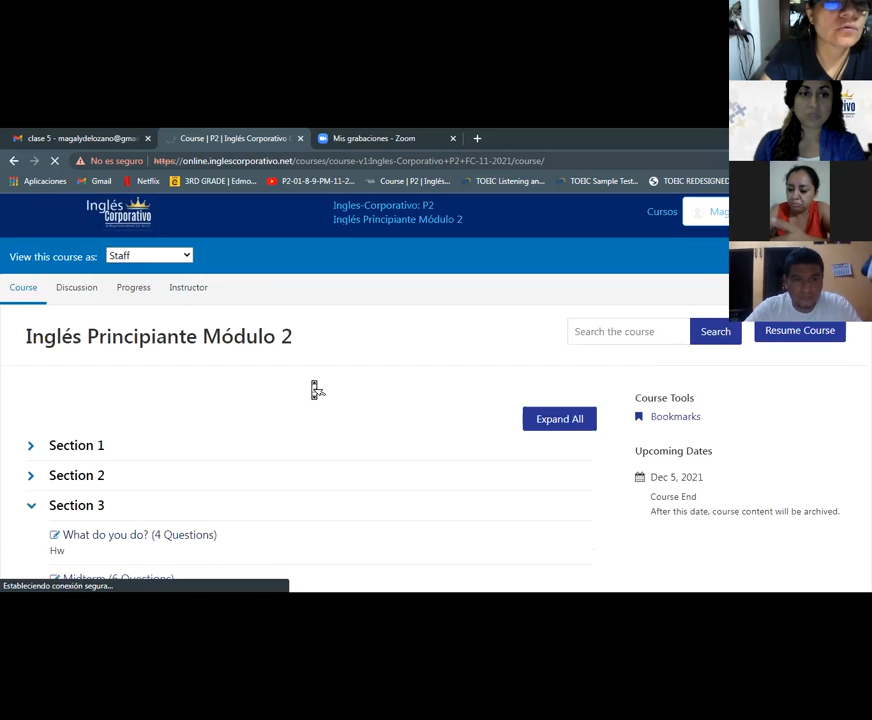 clase 5 - magalydelozano@gma
Course | P2 | Inglés Corporativo
Mis grabaciones - Zoom
No es seguro
https://online.inglescorporativo.net/courses/course-v1:Ingles-Corporativo+P2+FC-11-2021/course/
Aplicaciones
Gmail
Netflix
3RD GRADE | Edmo...
P2-01-8-9-PM-11-2...
Course | P2 | Inglés...
TOEIC Listening an...
TOEIC Sample Test...
TOEIC REDESIGNED
Inglés
Corporativo
Ingles-Corporativo: P2
Inglés Principiante Módulo 2
Cursos
Mag
View this course as:
Staff
Course
Discussion
Progress
Instructor
Inglés Principiante Módulo 2
Search the course
Search
Resume Course
Expand All
Course Tools
Bookmarks
Section 1
Section 2
Section 3
Upcoming Dates
Dec 5, 2021
Course End
After this date, course content will be archived.
What do you do? (4 Questions)
Hw
Midterm (6 Questions)
Estableciendo conexión segura...